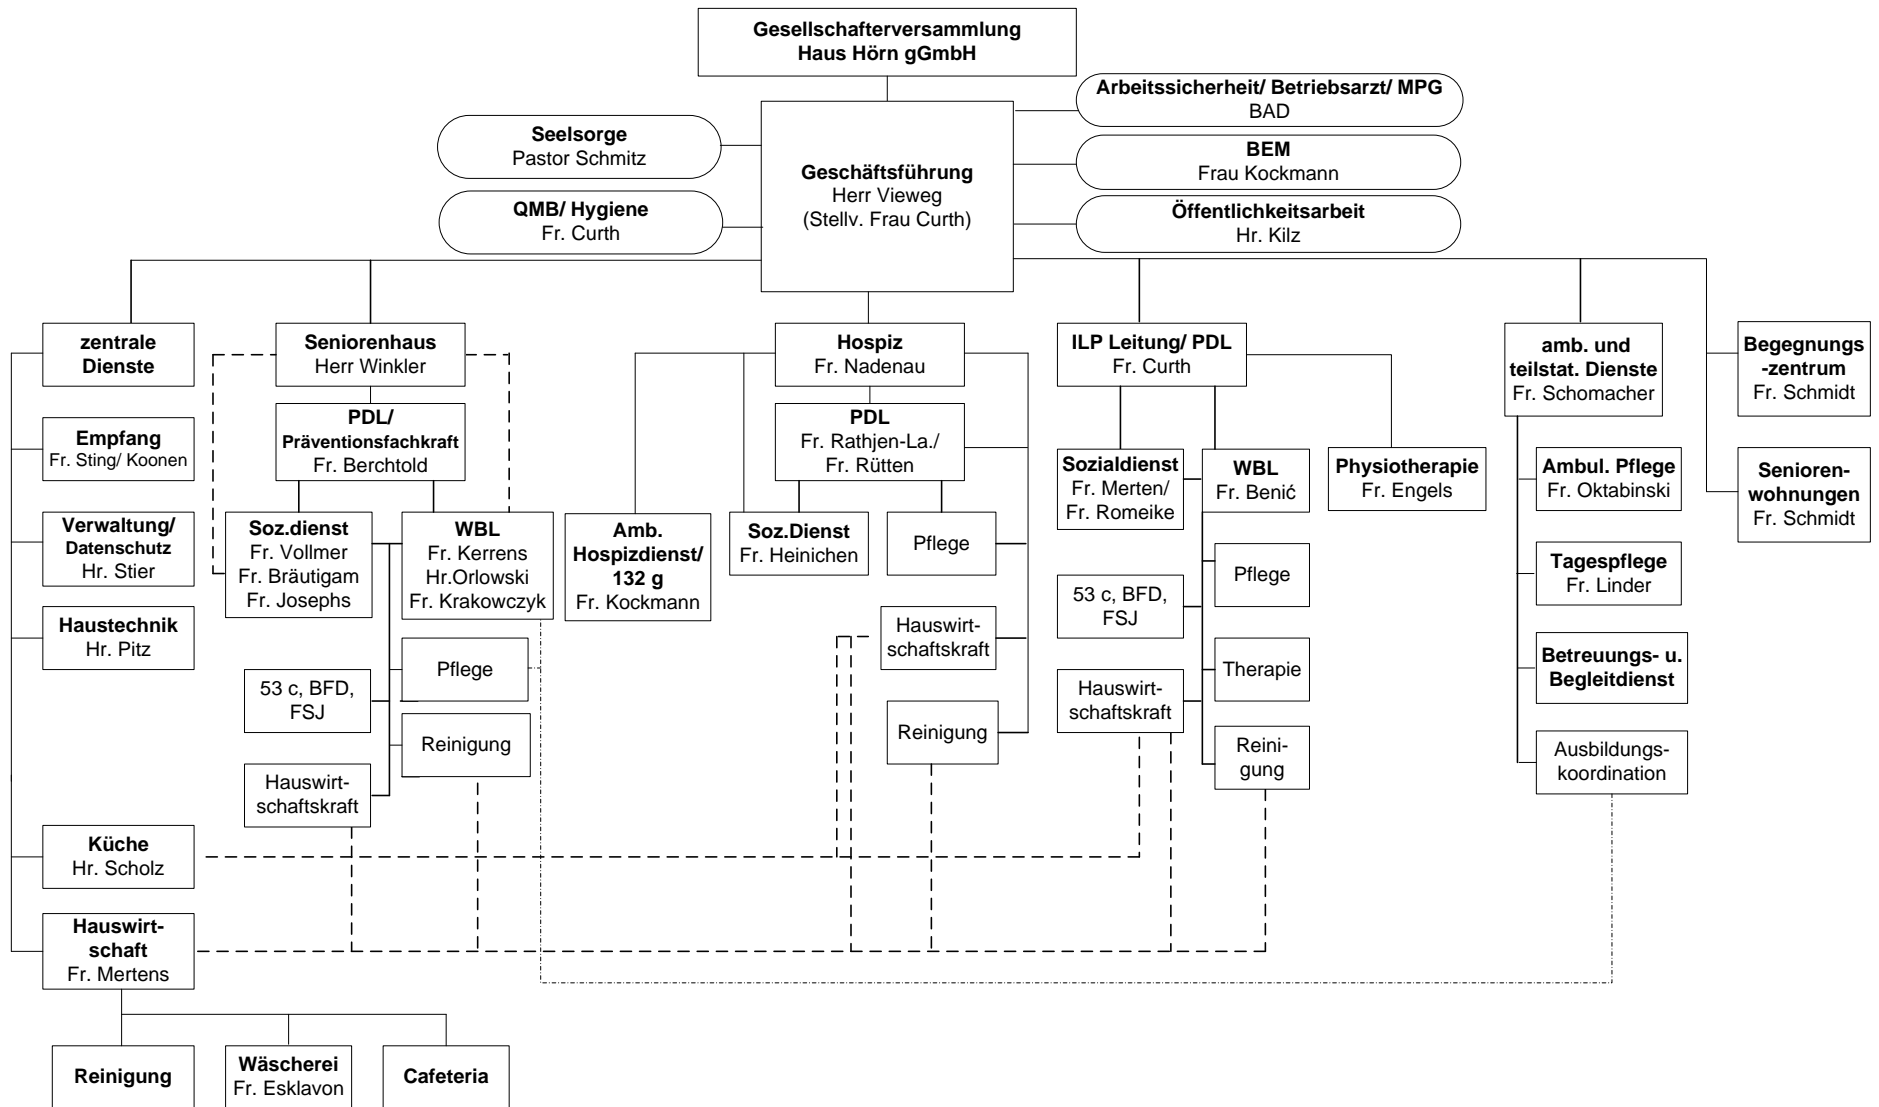 Gesellschafterversammlung
Haus Hörn gGmbH
Arbeitssicherheit/ Betriebsarzt/ MPG
BAD
Seelsorge
Pastor Schmitz
BEM
Frau Kockmann
Geschäftsführung
Herr Vieweg
(Stellv. Frau Curth)
QMB/ Hygiene
Fr. Curth
Öffentlichkeitsarbeit
Hr. Kilz
zentrale
Dienste
Seniorenhaus
Herr Winkler
Hospiz
Fr. Nadenau
ILP Leitung/ PDL
Fr. Curth
amb. und
teilstat. Dienste
Fr. Schomacher
Begegnungs
-zentrum
Fr. Schmidt
Empfang
Fr. Sting/ Koonen
PDL/
Präventionsfachkraft
Fr. Berchtold
PDL
Fr. Rathjen-La./
Fr. Rütten
Sozialdienst
Fr. Merten/
Fr. Romeike
WBL
Fr. Benić
Physiotherapie
Fr. Engels
Ambul. Pflege
Fr. Oktabinski
Senioren-
wohnungen
Fr. Schmidt
Verwaltung/
Datenschutz
Hr. Stier
Soz.dienst
Fr. Vollmer
Fr. Bräutigam
Fr. Josephs
WBL
Fr. Kerrens
Hr.Orlowski
Fr. Krakowczyk
Amb.
Hospizdienst/
132 g
Fr. Kockmann
Soz.Dienst
Fr. Heinichen
Pflege
Pflege
53 c, BFD,
FSJ
Tagespflege
Fr. Linder
Haustechnik
Hr. Pitz
Pflege
53 c, BFD,
FSJ
Hauswirt-
schaftskraft
Therapie
Hauswirt-
schaftskraft
Betreuungs- u.
Begleitdienst
Reinigung
Reinigung
Reini-
gung
Ausbildungs-
koordination
Hauswirt-
schaftskraft
Küche
Hr. Scholz
Hauswirt-
schaft
Fr. Mertens
Reinigung
Wäscherei
Fr. Esklavon
Cafeteria